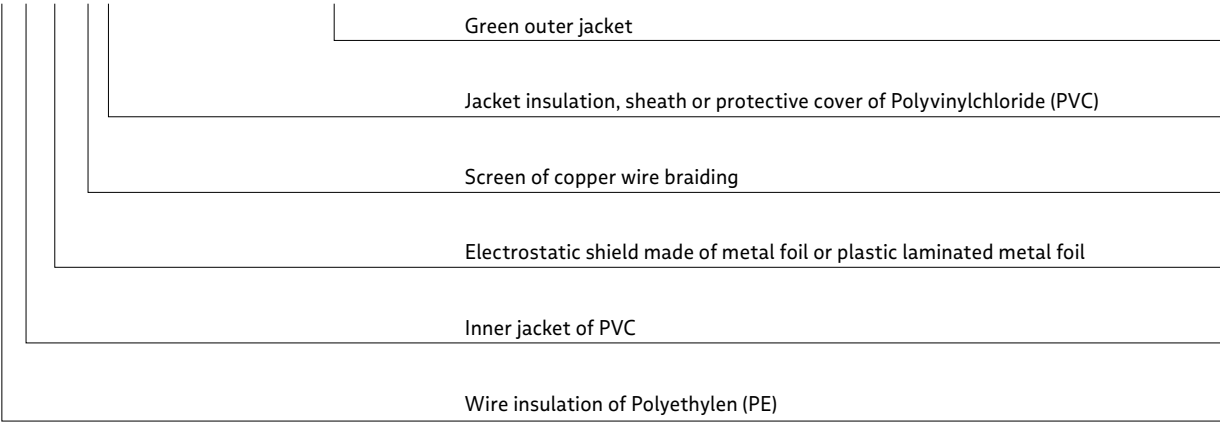 Green outer jacket
Jacket insulation, sheath or protective cover of Polyvinylchloride (PVC)
Screen of copper wire braiding
Electrostatic shield made of metal foil or plastic laminated metal foil
Inner jacket of PVC
Wire insulation of Polyethylen (PE)